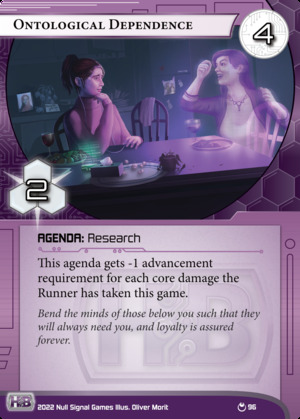 Ontological Dependence
4
2
AGENDA: Research
This agenda gets -1 advancement
requirement for each core damage the
Runner has taken this game.
Bend the minds of those below you such that they
will always need you, and loyalty is assured
forever.
HB
2022 Null Signal Games Illus. Oliver Morit
96